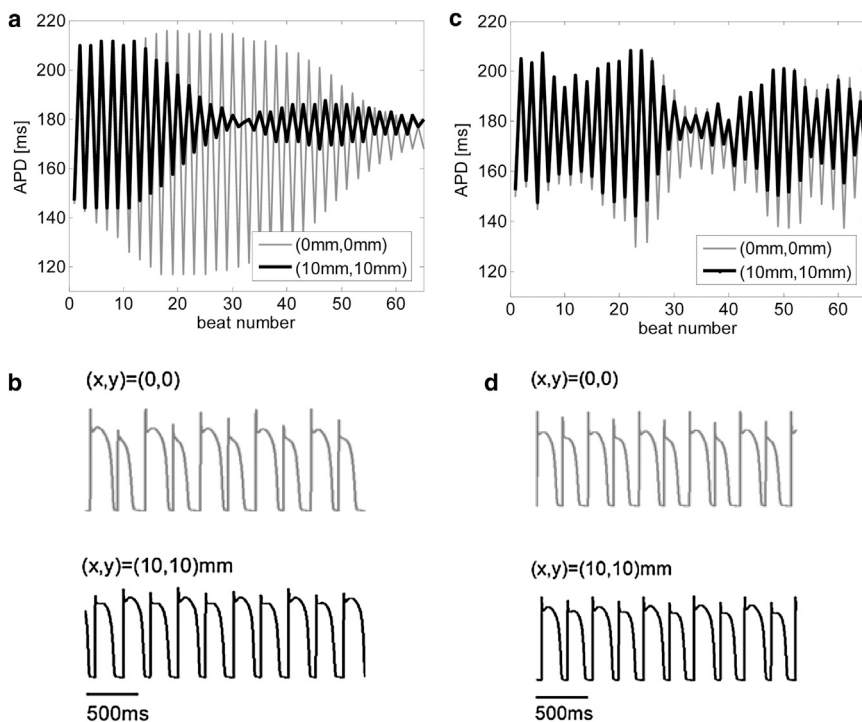 a
APD [ms]
220
200
180
160
140
120
0
10
20
30
40
50
60
beat number
(0mm,0mm)
(10mm,10mm)
c
APD [ms]
220
200
180
160
140
120
0
10
20
30
40
50
60
beat number
(0mm,0mm)
(10mm,10mm)
b
(x,y)=(0,0)
(x,y)=(10,10)mm
500ms
d
(x,y)=(0,0)
(x,y)=(10,10)mm
500ms